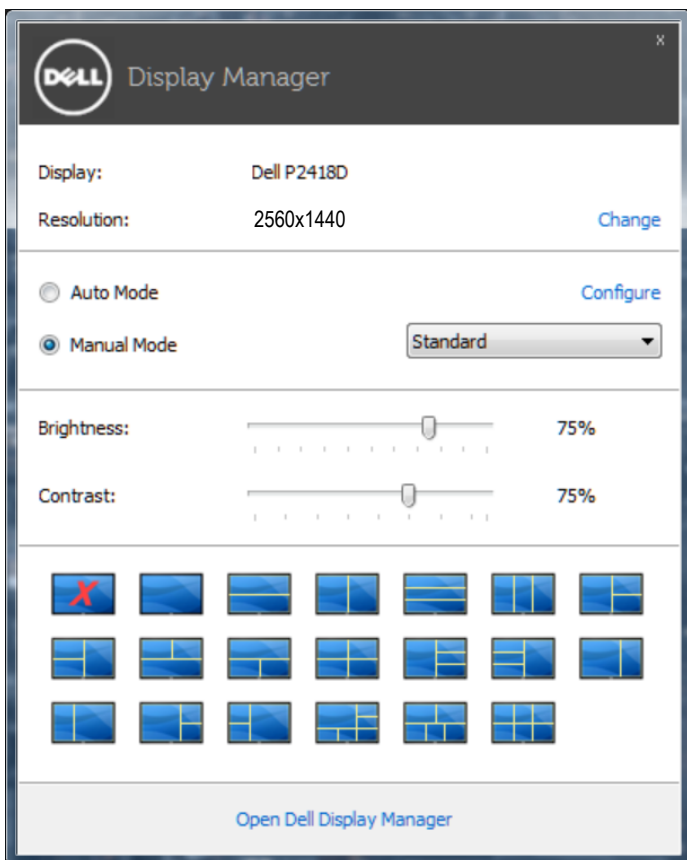 DELL Display Manager x
Display: Dell P2418D
Resolution: 2560x1440 Change
Auto Mode Configure
Manual Mode Standard
Brightness: 75%
Contrast: 75%
Open Dell Display Manager